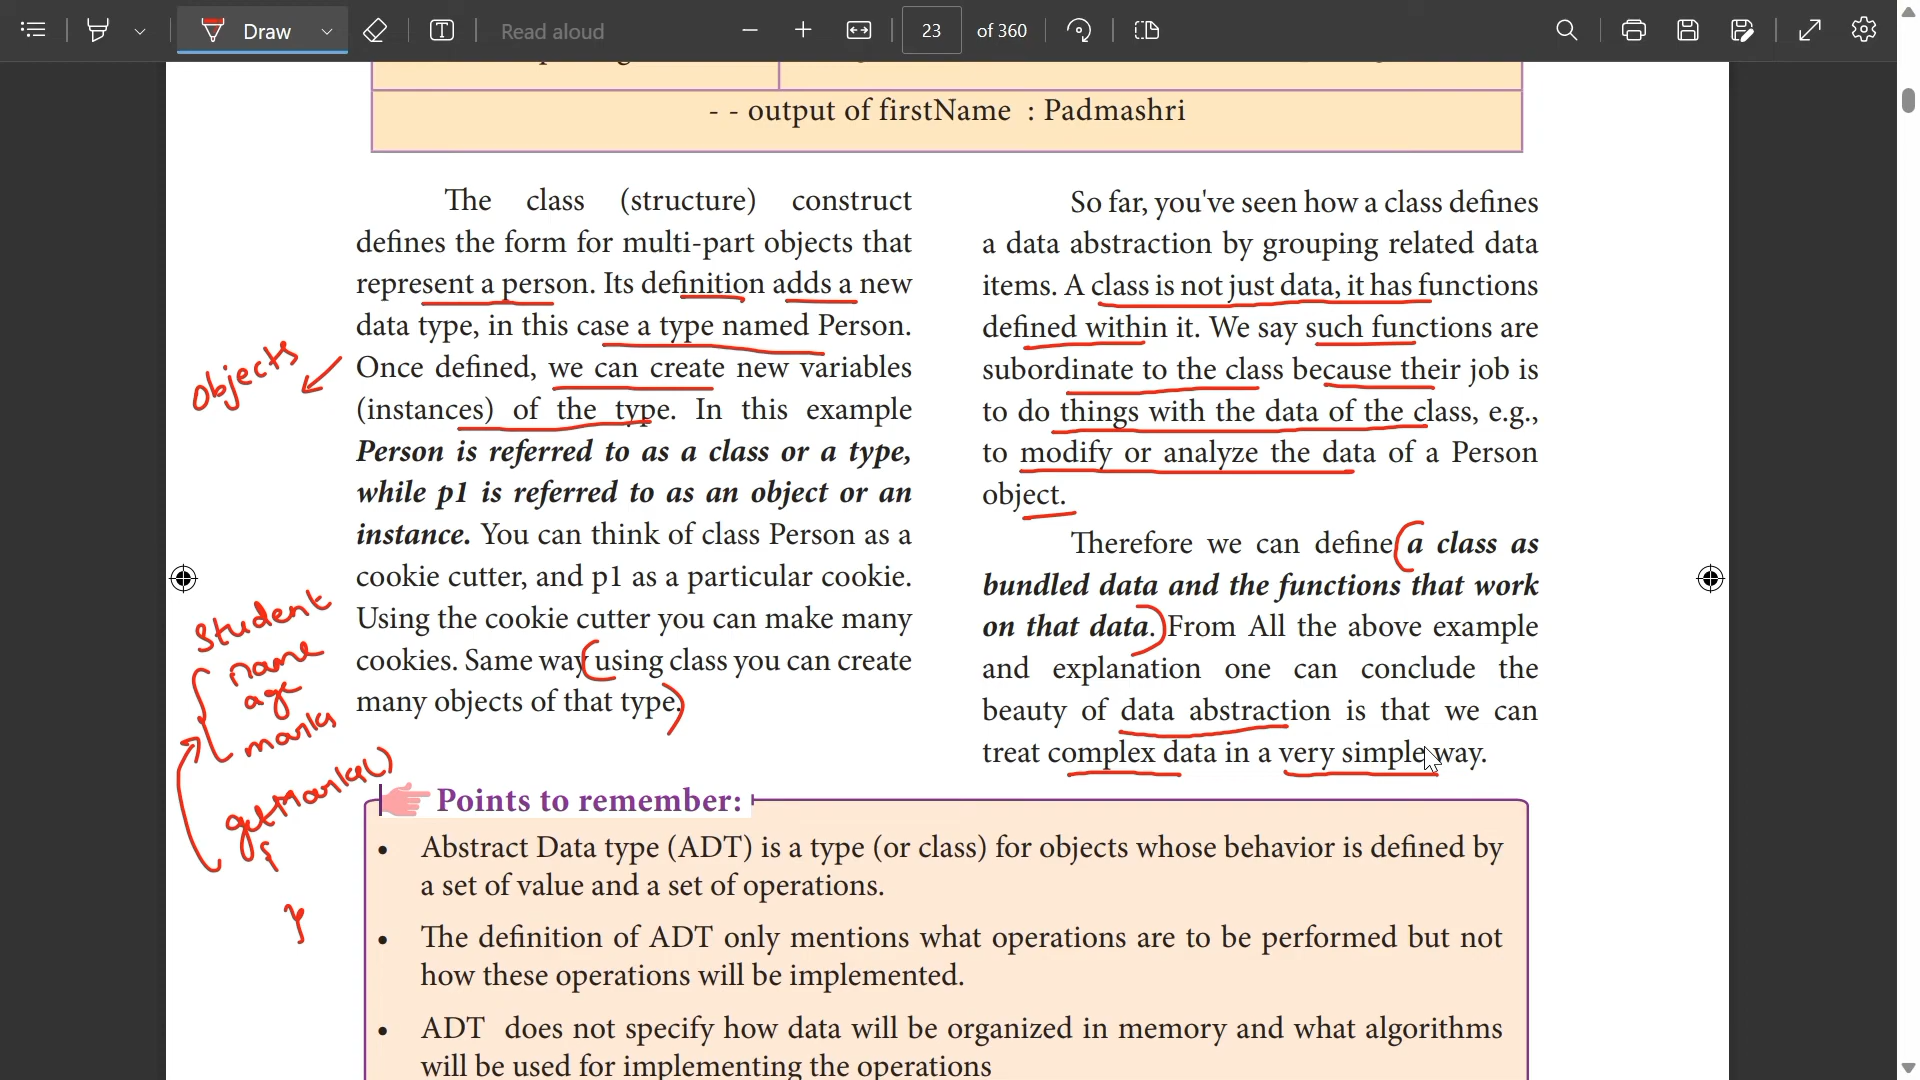 Draw
Read aloud
23 of 360
- - output of firstName : Padmashri
The class (structure) construct
defines the form for multi-part objects that
represent a person. Its definition adds a new
data type, in this case a type named Person.
Once defined, we can create new variables
(instances) of the type. In this example
Person is referred to as a class or a type,
while p1 is referred to as an object or an
instance. You can think of class Person as a
cookie cutter, and p1 as a particular cookie.
Using the cookie cutter you can make many
cookies. Same way using class you can create
many objects of that type.
So far, you've seen how a class defines
a data abstraction by grouping related data
items. A class is not just data, it has functions
defined within it. We say such functions are
subordinate to the class because their job is
to do things with the data of the class, e.g.,
to modify or analyze the data of a Person
object.
Therefore we can define a class as
bundled data and the functions that work
on that data. From All the above example
and explanation one can conclude the
beauty of data abstraction is that we can
treat complex data in a very simple way.
objects
Student
{ name
age
marks
getMarks()
{
}
Points to remember:
• Abstract Data type (ADT) is a type (or class) for objects whose behavior is defined by
a set of value and a set of operations.
• The definition of ADT only mentions what operations are to be performed but not
how these operations will be implemented.
• ADT does not specify how data will be organized in memory and what algorithms
will be used for implementing the operations